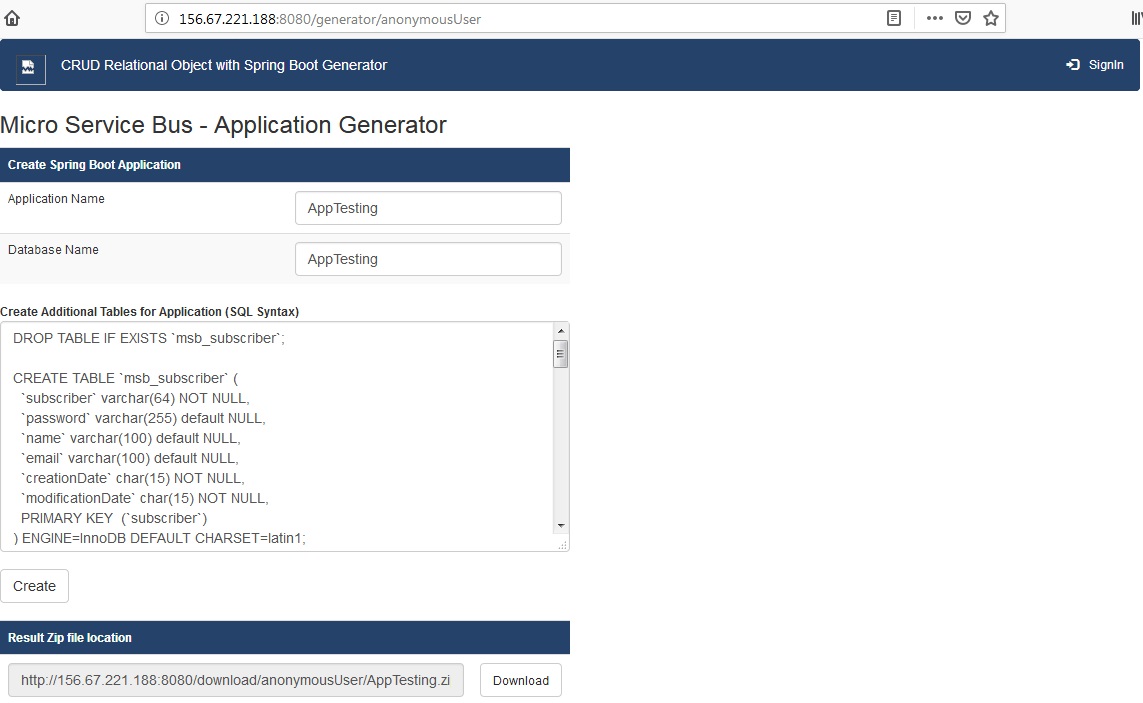 156.67.221.188:8080/generator/anonymousUser
CRUD Relational Object with Spring Boot Generator
SignIn
Micro Service Bus - Application Generator
Create Spring Boot Application
Application Name
AppTesting
Database Name
AppTesting
Create Additional Tables for Application (SQL Syntax)
DROP TABLE IF EXISTS `msb_subscriber`;
CREATE TABLE `msb_subscriber` (
`subscriber` varchar(64) NOT NULL,
`password` varchar(255) default NULL,
`name` varchar(100) default NULL,
`email` varchar(100) default NULL,
`creationDate` char(15) NOT NULL,
`modificationDate` char(15) NOT NULL,
PRIMARY KEY  (`subscriber`)
) ENGINE=InnoDB DEFAULT CHARSET=latin1;
Create
Result Zip file location
http://156.67.221.188:8080/download/anonymousUser/AppTesting.zi
Download